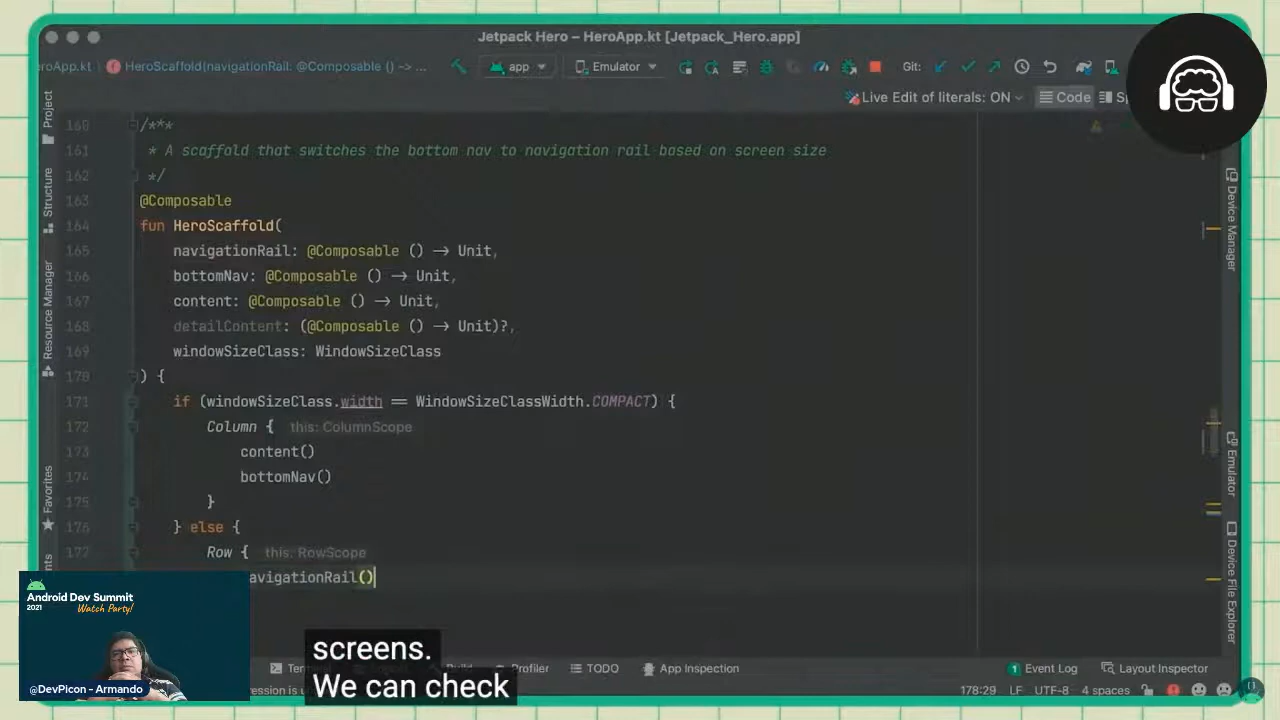 Jetpack Hero – HeroApp.kt [Jetpack_Hero.app]
eroApp.kt HeroScaffold(navigationRail: @Composable () -> ... app Emulator Git:
Live Edit of literals: ON Code
Project
Structure
Resource Manager
Favorites
Device Manager
Emulator
Device File Explorer
160 /***
161 * A scaffold that switches the bottom nav to navigation rail based on screen size
162 */
163 @Composable
164 fun HeroScaffold(
165 navigationRail: @Composable () -> Unit,
166 bottomNav: @Composable () -> Unit,
167 content: @Composable () -> Unit,
168 detailContent: (@Composable () -> Unit)?,
169 windowSizeClass: WindowSizeClass
170 ) {
171 if (windowSizeClass.width == WindowSizeClassWidth.COMPACT) {
172 Column { this: ColumnScope
173 content()
174 bottomNav()
175 }
176 } else {
177 Row { this: RowScope
avigationRail()
Android Dev Summit
2021 Watch Party!
@DevPicon - Armando
screens.
We can check
Build Profiler TODO App Inspection 1 Event Log Layout Inspector
178:29 LF UTF-8 4 spaces